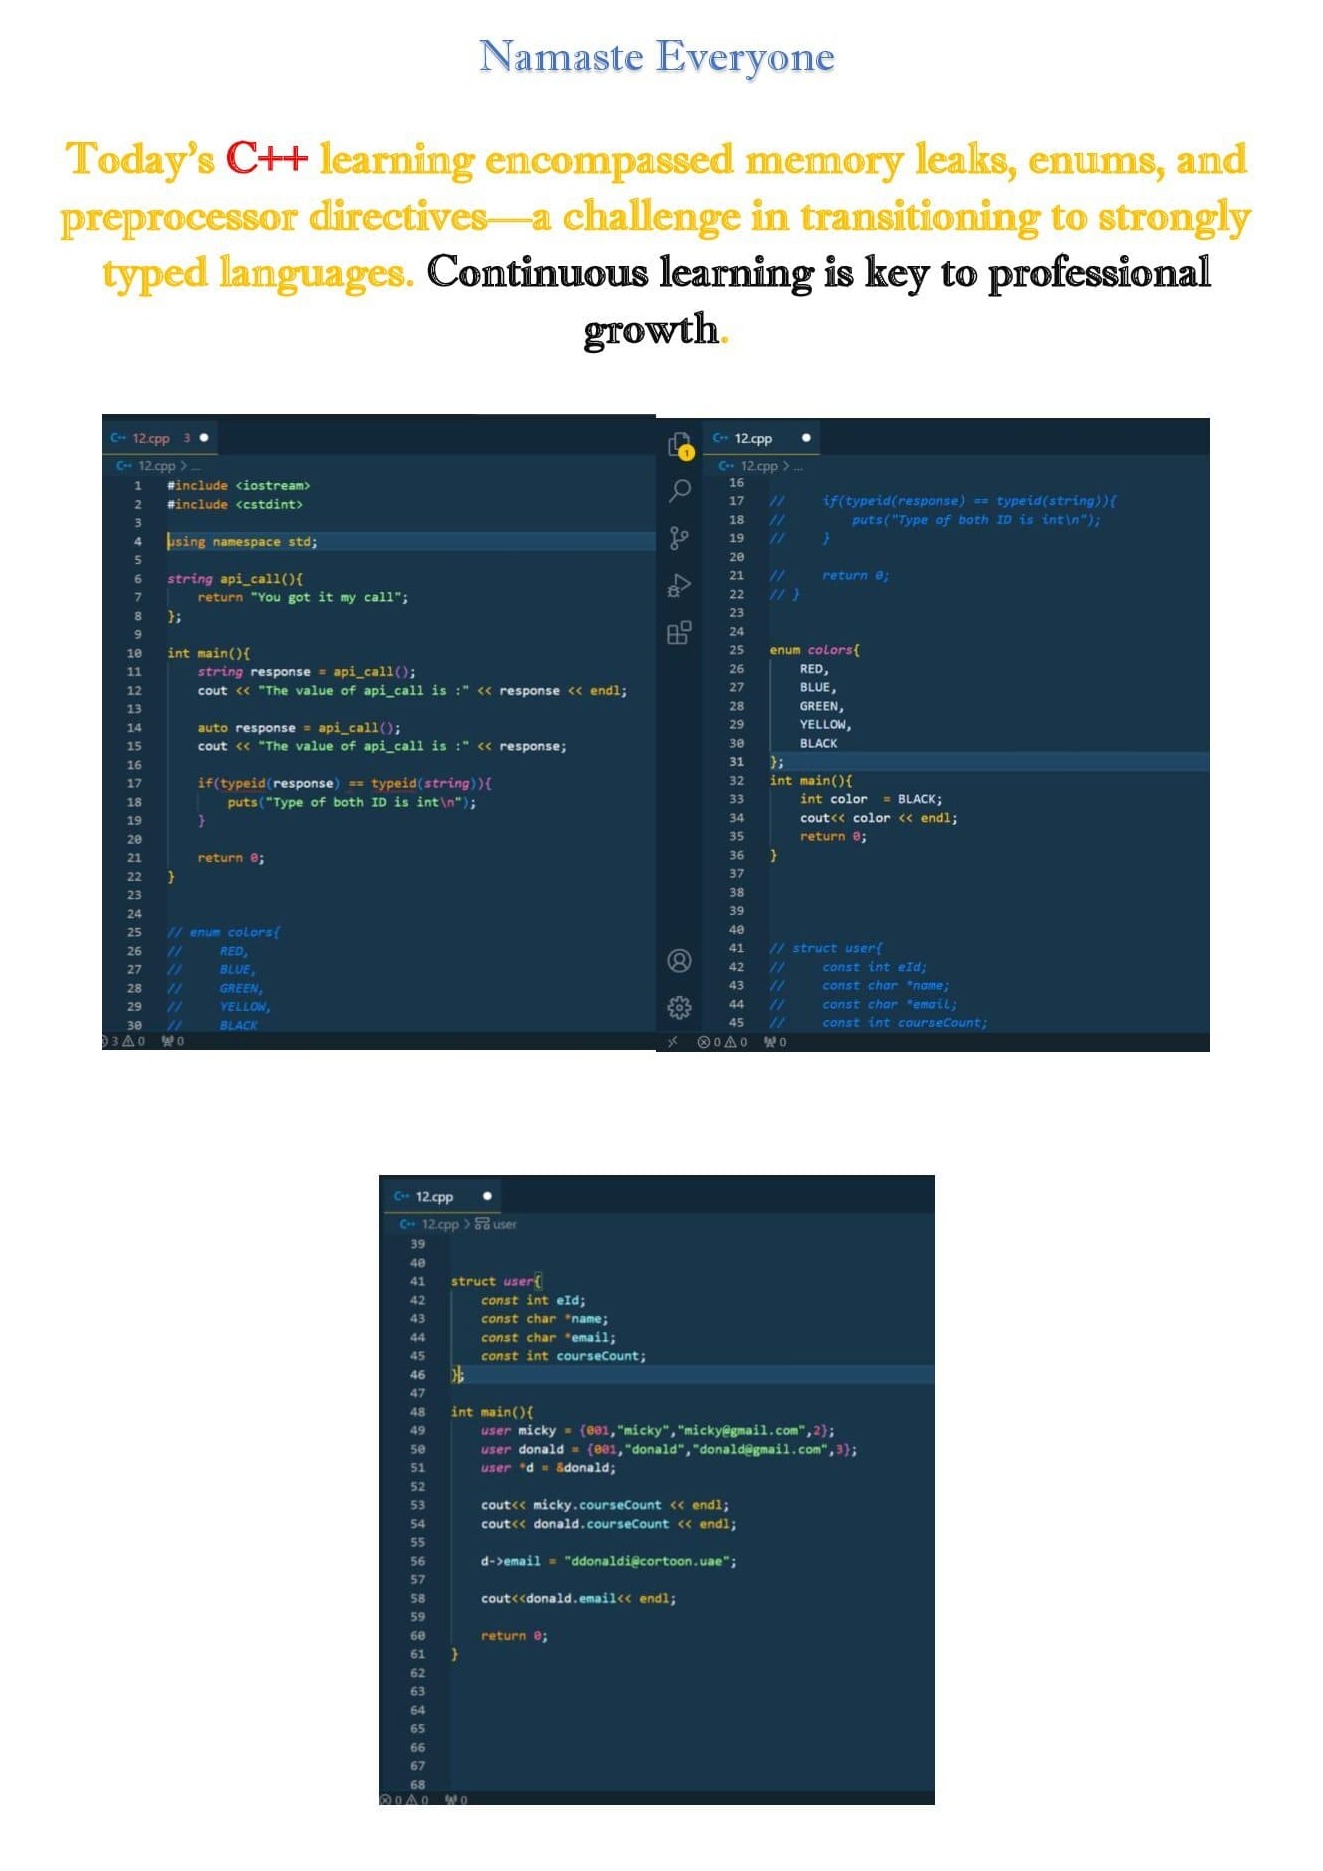 Namaste Everyone
Today's C++ learning encompassed memory leaks, enums, and
preprocessor directives—a challenge in transitioning to strongly
typed languages. Continuous learning is key to professional
growth.
C++ 12.cpp 3 ●
C++ 12.cpp > ...
1 #include <iostream>
2 #include <cstdint>
3
4 using namespace std;
5
6 string api_call(){
7 return "You got it my call";
8 };
9
10 int main(){
11 string response = api_call();
12 cout << "The value of api_call is :" << response << endl;
13
14 auto response = api_call();
15 cout << "The value of api_call is :" << response;
16
17 if(typeid(response) == typeid(string)){
18 puts("Type of both ID is int\n");
19 }
20
21 return 0;
22 }
23
24
25 // enum colors{
26 // RED,
27 // BLUE,
28 // GREEN,
29 // YELLOW,
30 // BLACK
3 0 0
1
C++ 12.cpp ●
C++ 12.cpp > ...
16
17 // if(typeid(response) == typeid(string)){
18 // puts("Type of both ID is int\n");
19 // }
20
21 // return 0;
22 // }
23
24
25 enum colors{
26 RED,
27 BLUE,
28 GREEN,
29 YELLOW,
30 BLACK
31 };
32 int main(){
33 int color = BLACK;
34 cout<< color << endl;
35 return 0;
36 }
37
38
39
40
41 // struct user{
42 // const int eId;
43 // const char *name;
44 // const char *email;
45 // const int courseCount;
0 0 0
C++ 12.cpp ●
C++ 12.cpp > user
39
40
41 struct user{
42 const int eId;
43 const char *name;
44 const char *email;
45 const int courseCount;
46 };
47
48 int main(){
49 user micky = {001,"micky","micky@gmail.com",2};
50 user donald = {001,"donald","donald@gmail.com",3};
51 user *d = &donald;
52
53 cout<< micky.courseCount << endl;
54 cout<< donald.courseCount << endl;
55
56 d->email = "ddonaldi@cortoon.uae";
57
58 cout<<donald.email<< endl;
59
60 return 0;
61 }
62
63
64
65
66
67
68
0 0 0